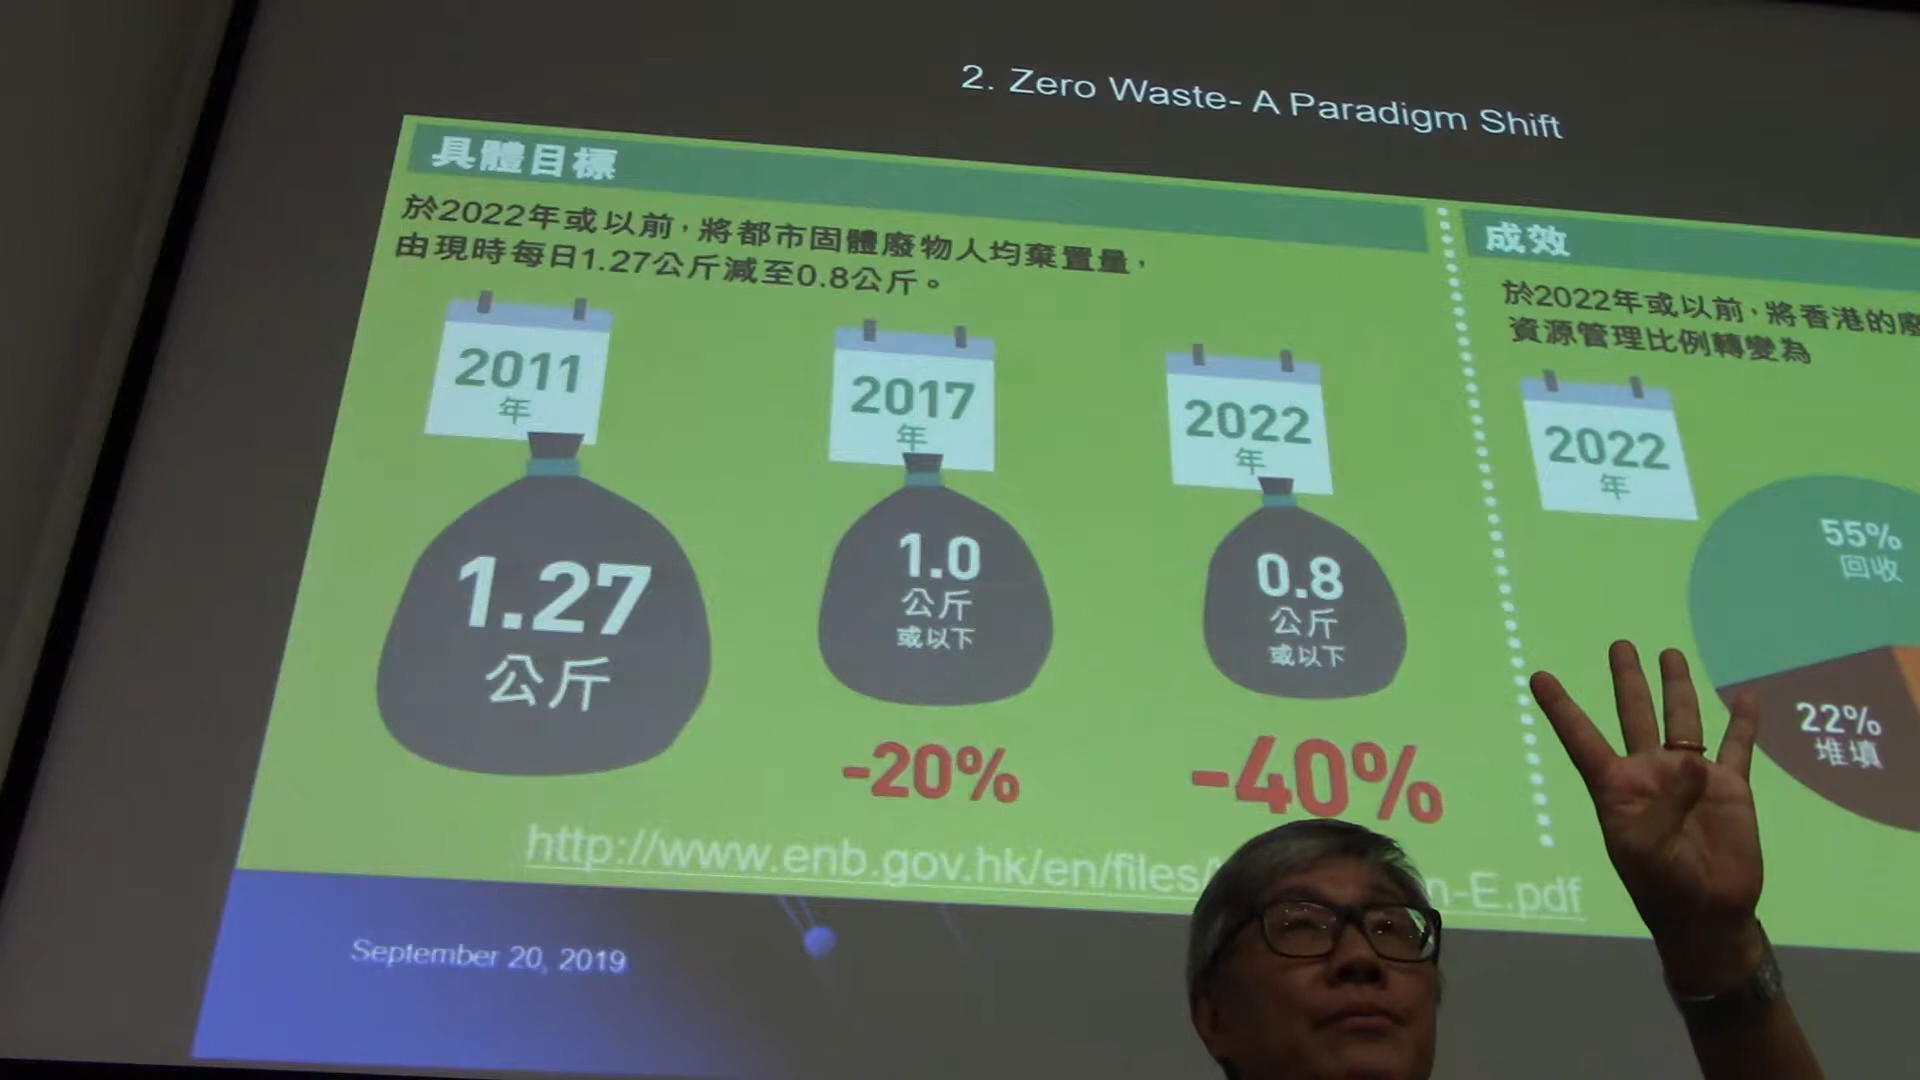 2. Zero Waste- A Paradigm Shift
具體目標
於2022年或以前，將都市固體廢物人均棄置量，
由現時每日1.27公斤減至0.8公斤。
2011
年
1.27
公斤
2017
年
1.0
公斤
或以下
-20%
2022
年
0.8
公斤
或以下
-40%
成效
於2022年或以前，將香港的廢
資源管理比例轉變為
2022
年
55%
回收
22%
堆填
http://www.enb.gov.hk/en/files/
n-E.pdf
September 20, 2019